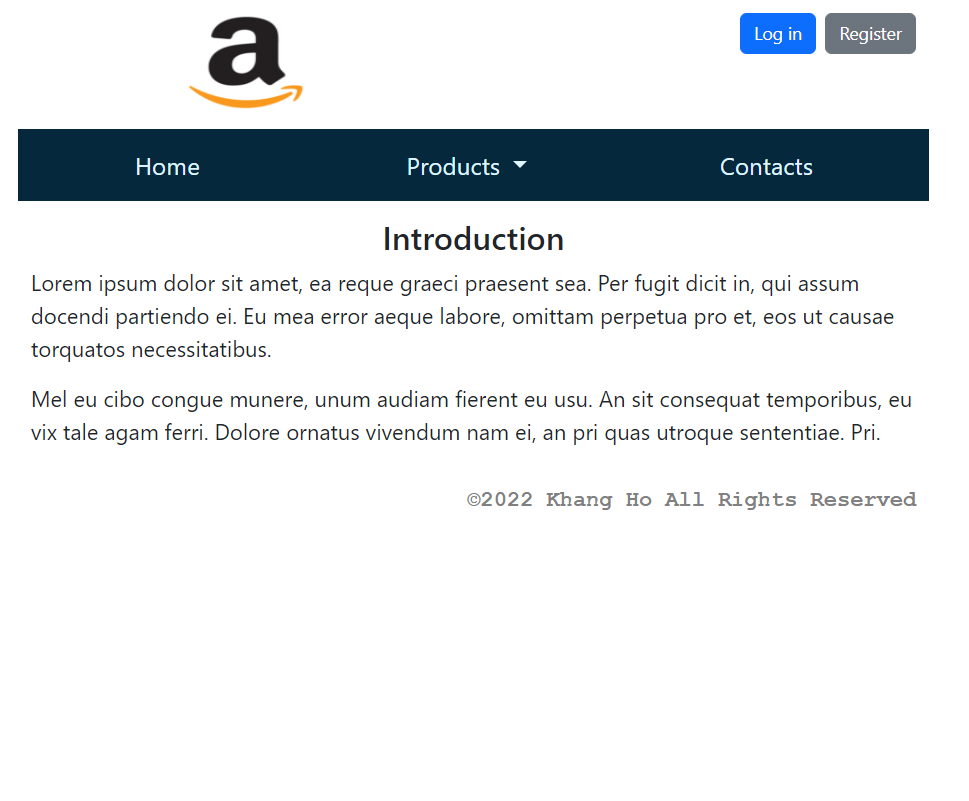 a
Log in
Register
Home
Products
Contacts
Introduction
Lorem ipsum dolor sit amet, ea reque graeci praesent sea. Per fugit dicit in, qui assum
docendi partiendo ei. Eu mea error aeque labore, omittam perpetua pro et, eos ut causae
torquatos necessitatibus.
Mel eu cibo congue munere, unum audiam fierent eu usu. An sit consequat temporibus, eu
vix tale agam ferri. Dolore ornatus vivendum nam ei, an pri quas utroque sententiae. Pri.
©2022 Khang Ho All Rights Reserved